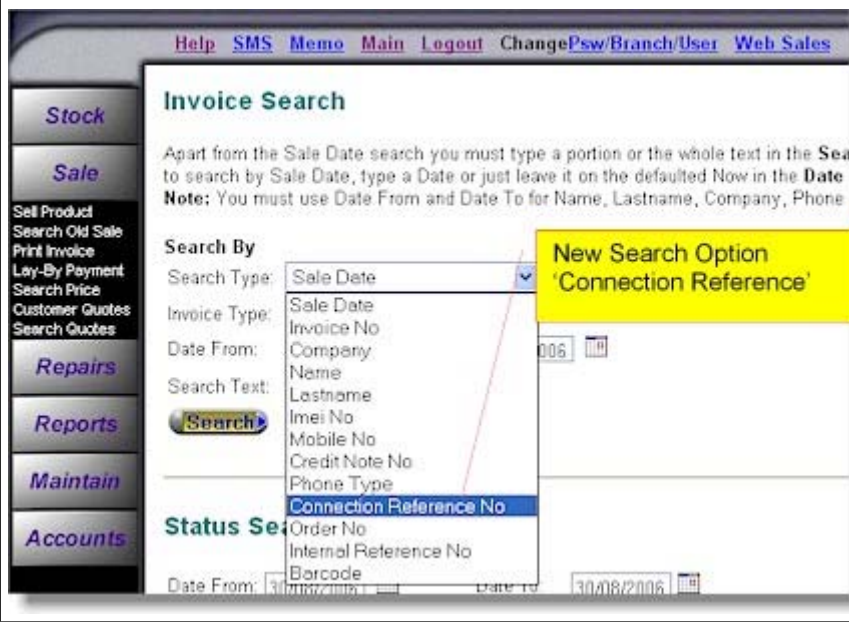 Help SMS Memo Main Logout ChangePsw/Branch/User Web Sales
Stock
Sale
Sell Product
Search Old Sale
Print Invoice
Lay-By Payment
Search Price
Customer Quotes
Search Quotes
Repairs
Reports
Maintain
Accounts
Invoice Search
Apart from the Sale Date search you must type a portion or the whole text in the Sea
to search by Sale Date, type a Date or just leave it on the defaulted Now in the Date
Note: You must use Date From and Date To for Name, Lastname, Company, Phone
Search By
Search Type: Sale Date
Invoice Type:
Date From: 006
Search Text:
Search
Sale Date
Invoice No
Company
Name
Lastname
Imei No
Mobile No
Credit Note No
Phone Type
Connection Reference No
Order No
Internal Reference No
Barcode
New Search Option
‘Connection Reference’
Status Sea
Date From: 30/08/2006 Date To 30/08/2006